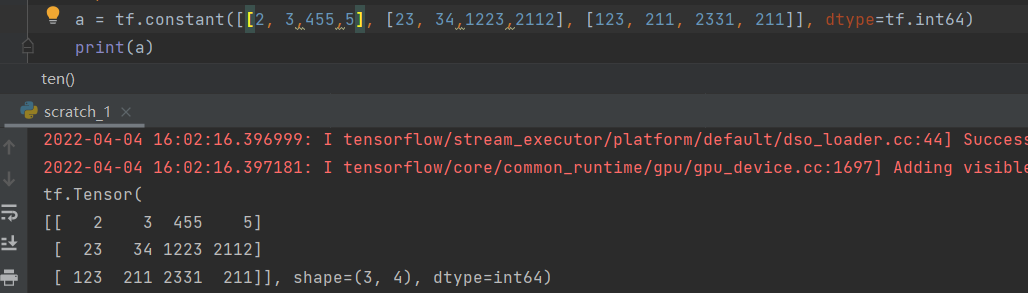 a = tf.constant([[2, 3,455,5], [23, 34,1223,2112], [123, 211, 2331, 211]], dtype=tf.int64)
print(a)
ten()
scratch_1 ×
2022-04-04 16:02:16.396999: I tensorflow/stream_executor/platform/default/dso_loader.cc:44] Success
2022-04-04 16:02:16.397181: I tensorflow/core/common_runtime/gpu/gpu_device.cc:1697] Adding visible
tf.Tensor(
[[   2    3  455    5]
 [  23   34 1223 2112]
 [ 123  211 2331  211]], shape=(3, 4), dtype=int64)